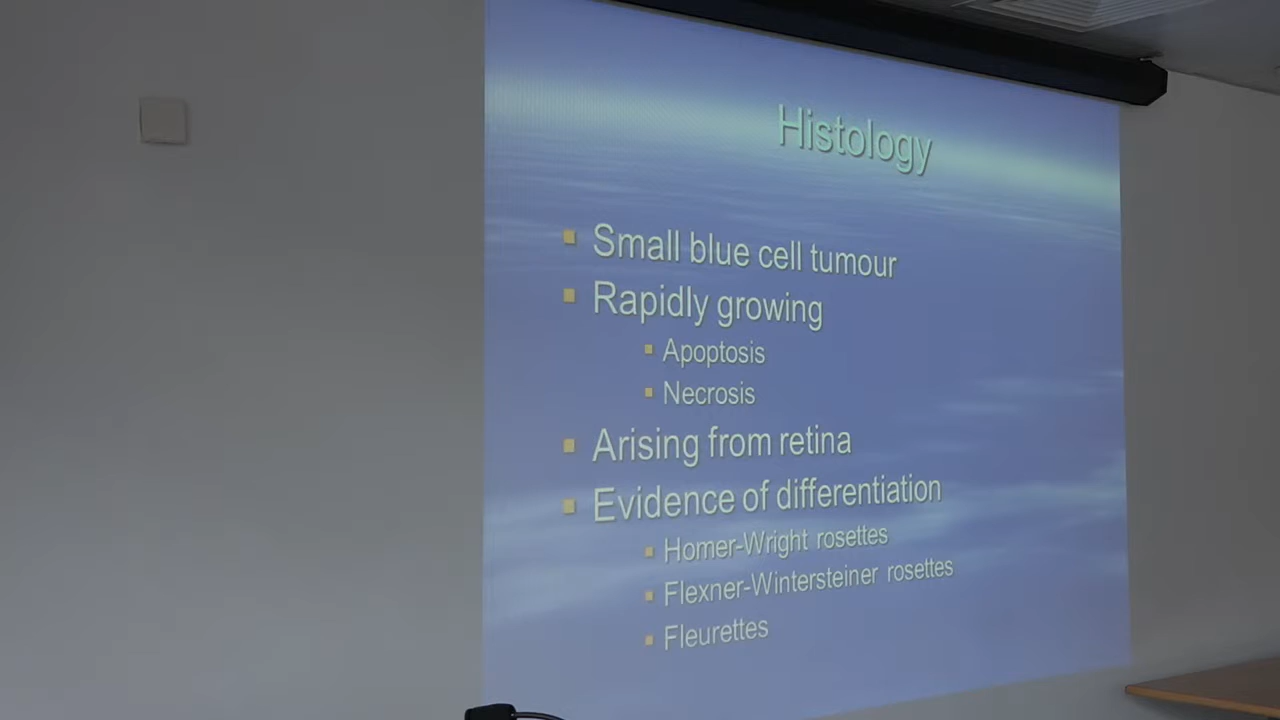 Histology
Small blue cell tumour
Rapidly growing
Apoptosis
Necrosis
Arising from retina
Evidence of differentiation
Homer-Wright rosettes
Flexner-Wintersteiner rosettes
Fleurettes